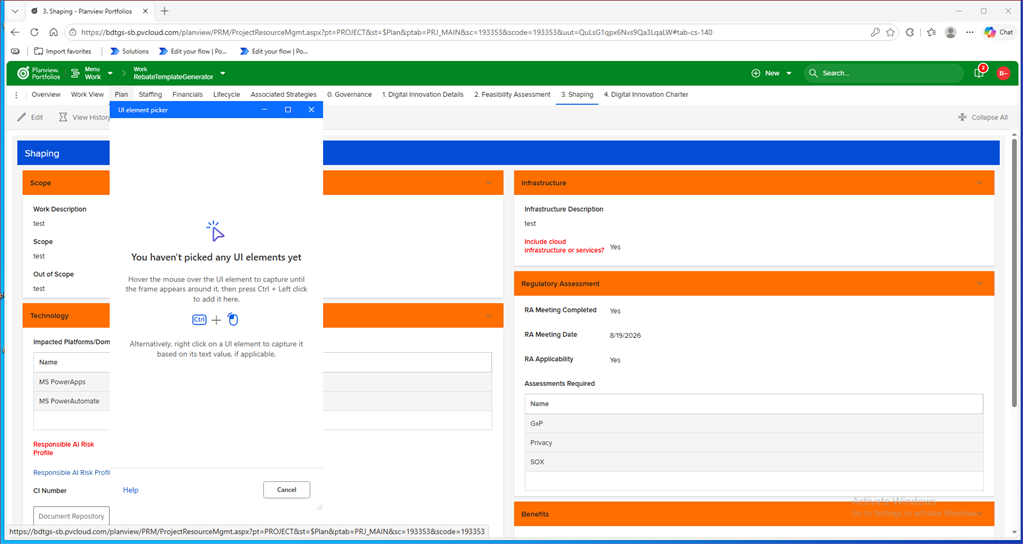 3. Shaping - Planview Portfolios
https://bdtgs-sb.pvcloud.com/planview/PRM/ProjectResourceMgmt.aspx?pt=PROJECT&st=$Plan&ptab=PRJ_MAIN&sc=193353&scode=193353&uut=QuLsG1qpx6Nvs9Qa3LqaLW#tab-cs-140
Chat
Import favorites
Solutions
Edit your flow | Po...
Edit your flow | Po...
Planview
Portfolios
Menu
Work
Work
RebateTemplateGenerator
New
Search...
2
B-
Overview Work View Plan Staffing Financials Lifecycle Associated Strategies 0. Governance 1. Digital Innovation Details 2. Feasibility Assessment 3. Shaping 4. Digital Innovation Charter
Edit
View History
Collapse All
UI element picker
You haven't picked any UI elements yet
Hover the mouse over the UI element to capture until
the frame appears around it, then press Ctrl + Left click
to add it here.
Ctrl +
Alternatively, right click on a UI element to capture it
based on its text value, if applicable.
Help
Cancel
Shaping
Scope
Work Description
test
Scope
test
Out of Scope
test
Technology
Impacted Platforms/Dom
Name
MS PowerApps
MS PowerAutomate
Responsible AI Risk
Profile
Responsible AI Risk Profil
CI Number
Document Repository
Infrastructure
Infrastructure Description
test
Include cloud
infrastructure or services?
Yes
Regulatory Assessment
RA Meeting Completed
Yes
RA Meeting Date
8/19/2026
RA Applicability
Yes
Assessments Required
Name
GxP
Privacy
SOX
Benefits
Activate Windows
Go to Settings to activate Windows.
https://bdtgs-sb.pvcloud.com/planview/PRM/ProjectResourceMgmt.aspx?pt=PROJECT&st=$Plan&ptab=PRJ_MAIN&sc=193353&scode=193353